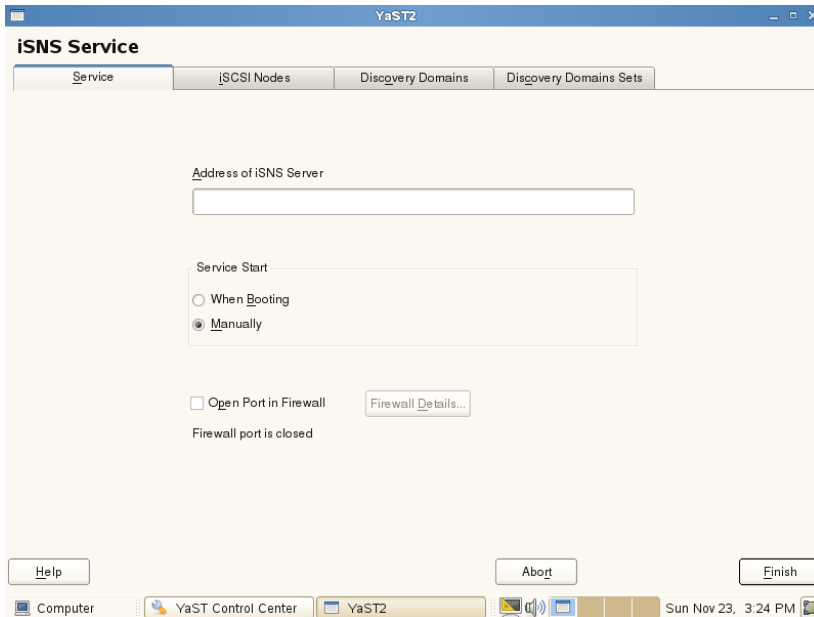 YaST2
iSNS Service
Service
iSCSI Nodes
Discovery Domains
Discovery Domains Sets
Address of iSNS Server
Service Start
When Booting
Manually
Open Port in Firewall
Firewall Details...
Firewall port is closed
Help
Abort
Finish
Computer
YaST Control Center
YaST2
Sun Nov 23, 3:24 PM